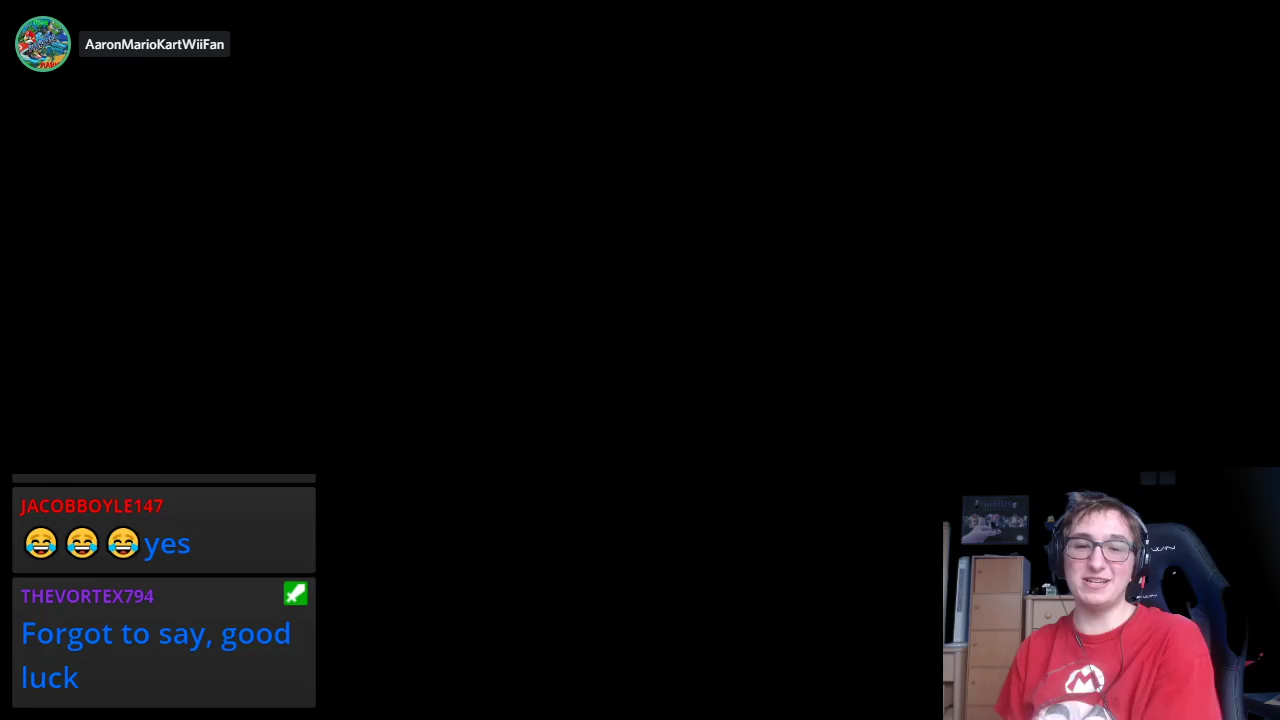 AaronMarioKartWiiFan
JACOBBOYLE147
yes
THEVORTEX794
Forgot to say, good
luck
M